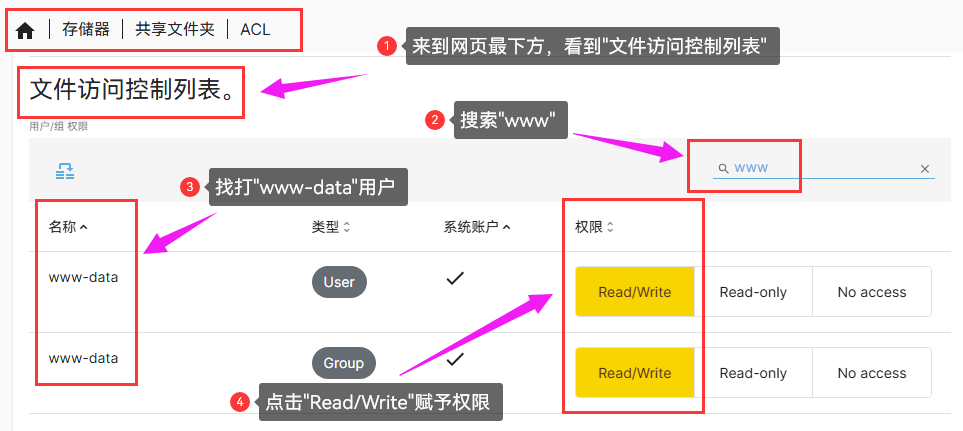 存储器 | 共享文件夹 | ACL
1 来到网页最下方，看到"文件访问控制列表"
文件访问控制列表。
用户/组 权限
2 搜索"www"
www
3 找打"www-data"用户
名称 类型 系统账户 权限
www-data User Read/Write Read-only No access
www-data Group Read/Write Read-only No access
4 点击"Read/Write"赋予权限